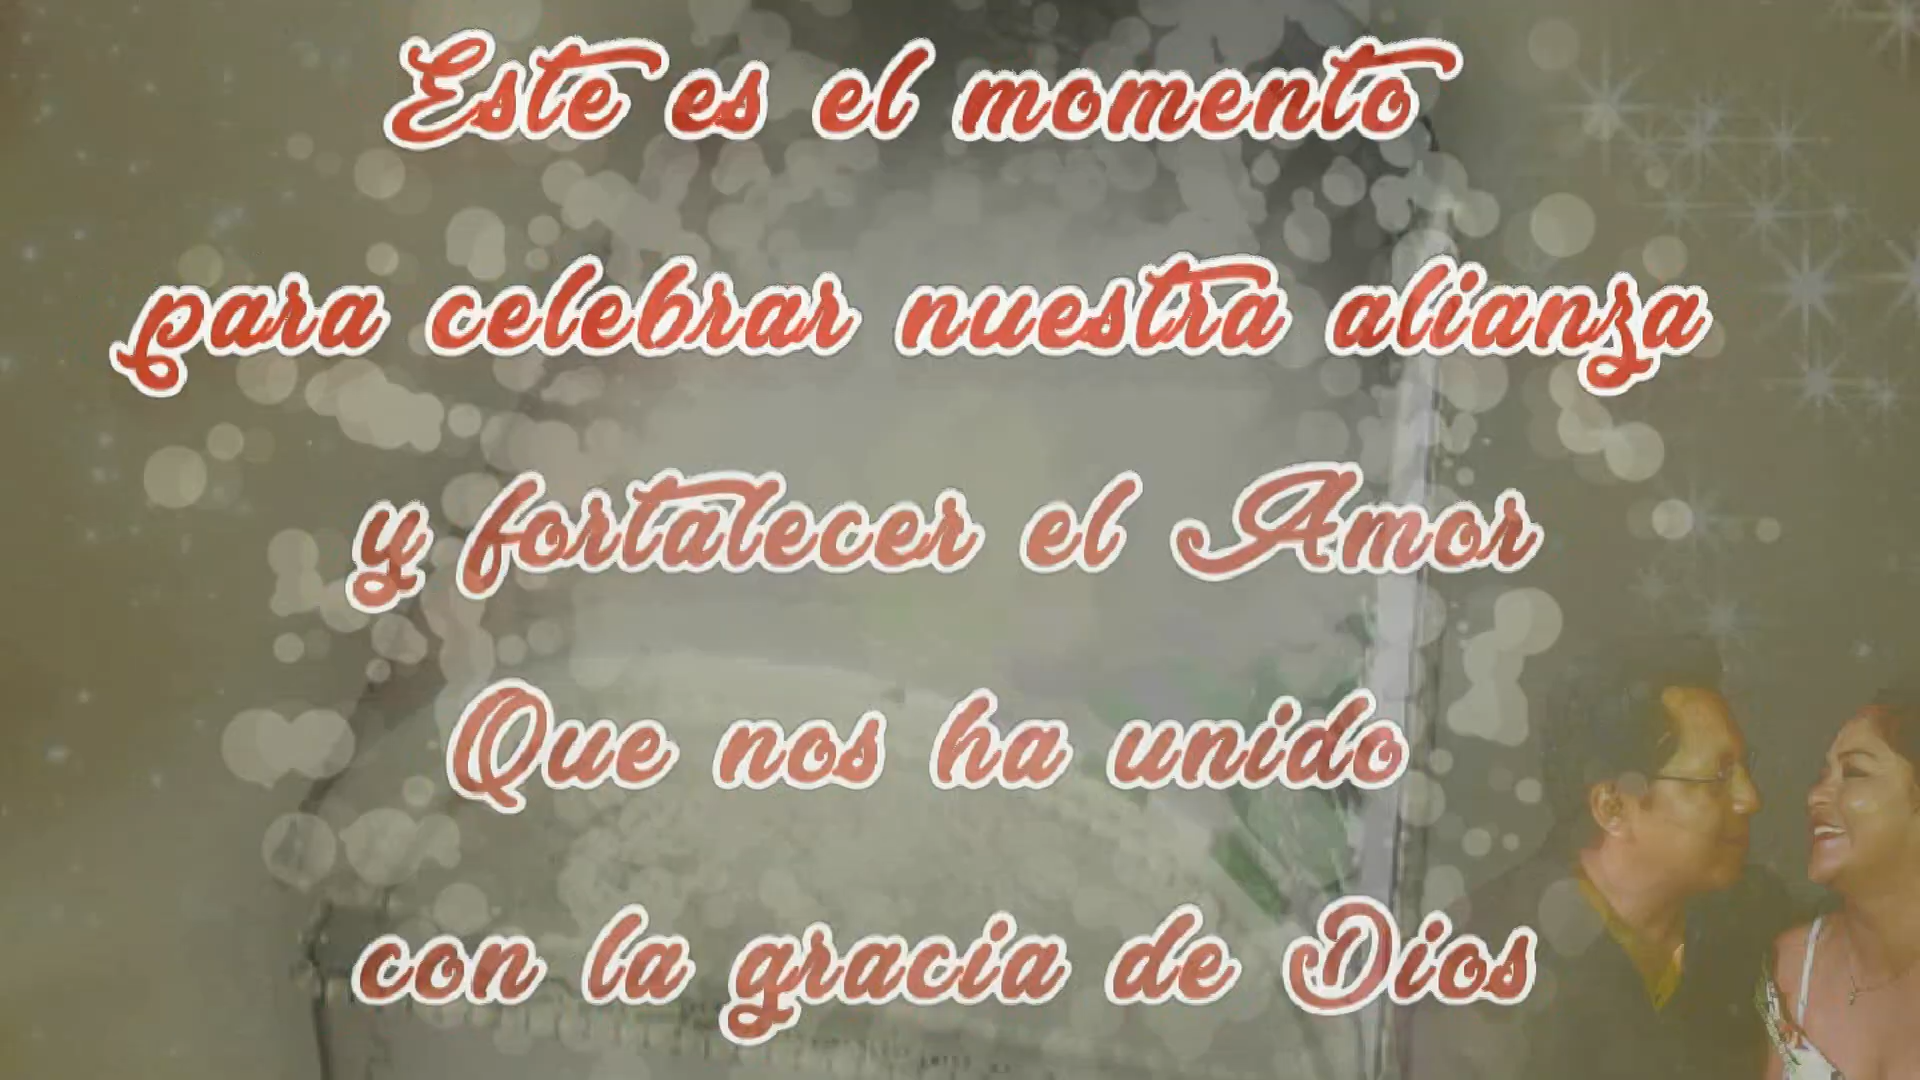 Este es el momento
para celebrar nuestra alianza
y fortalecer el Amor
Que nos ha unido
con la gracia de Dios